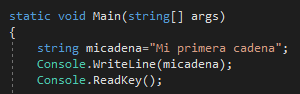 static void Main(string[] args)
{
string micadena="Mi primera cadena";
Console.WriteLine(micadena);
Console.ReadKey();